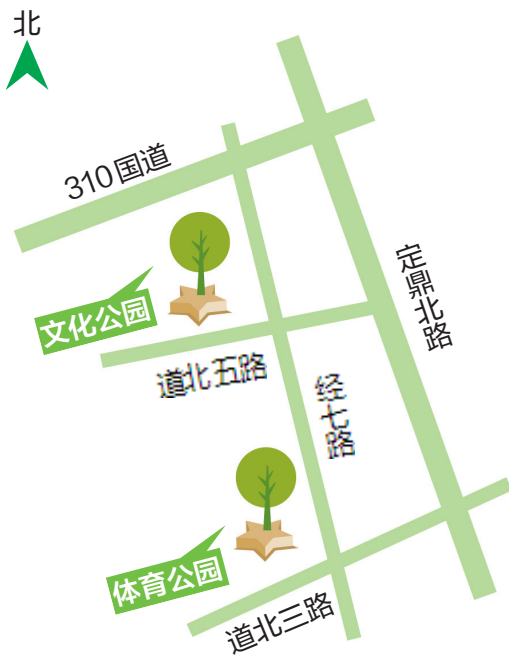 北
310国道
定鼎北路
文化公园
道北五路
经七路
体育公园
道北三路